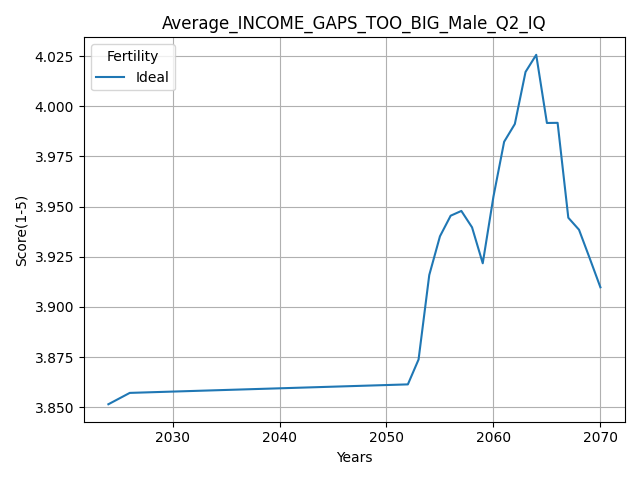 Average_INCOME_GAPS_TOO_BIG_Male_Q2_IQ
Fertility
Ideal
4.025
4.000
3.975
3.950
3.925
3.900
3.875
3.850
Score(1-5)
2030 2040 2050 2060 2070
Years